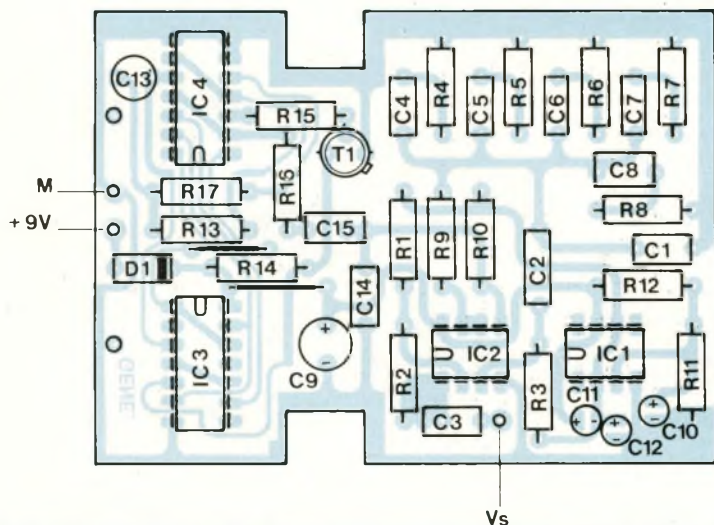 C13
IC4
R15
T1
R16
M
R17
+ 9V
R13
C15
D1
R14
C14
IC3
C9
+
-
C4
R4
C5
R5
C6
R6
C7
R7
C8
R8
R1
R9
R10
C2
C1
R12
IC2
IC1
R2
R3
R11
C3
C11
+ -
C12
+
-
C10
+
-
Vs